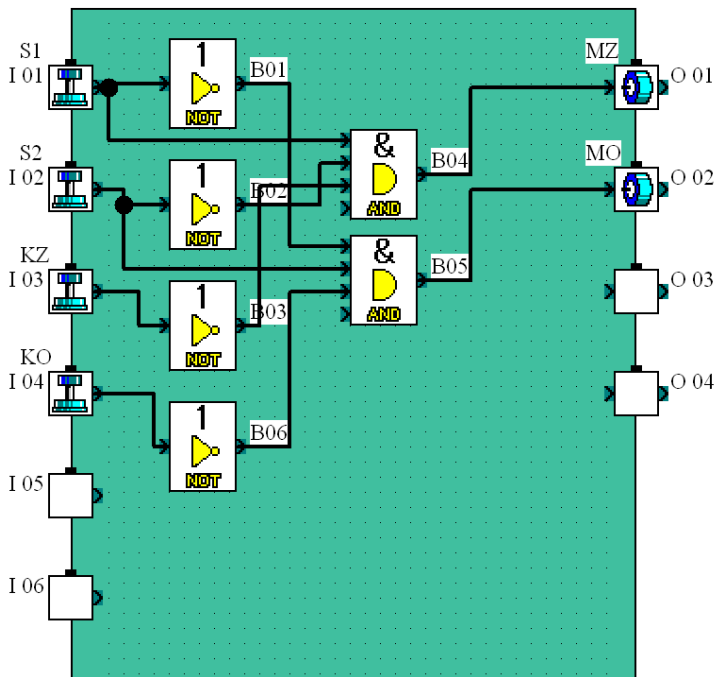 S1
I 01
1
NOT
B01
MZ
O 01
S2
I 02
1
NOT
B02
&
AND
B04
MO
O 02
KZ
I 03
1
NOT
B03
&
AND
B05
O 03
KO
I 04
1
NOT
B06
O 04
I 05
I 06